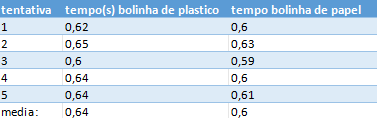 tentativa tempo(s) bolinha de plastico tempo bolinha de papel
1 0,62 0,6
2 0,65 0,63
3 0,6 0,59
4 0,64 0,6
5 0,64 0,61
media: 0,64 0,6